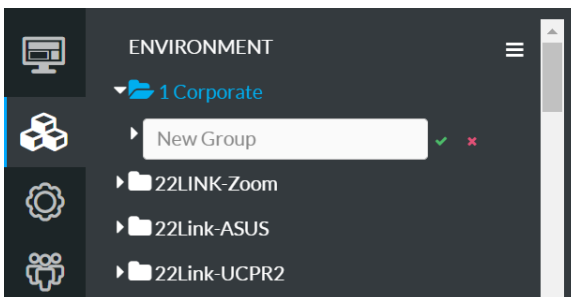 ENVIRONMENT
1 Corporate
New Group
22LINK-Zoom
22Link-ASUS
22Link-UCPR2